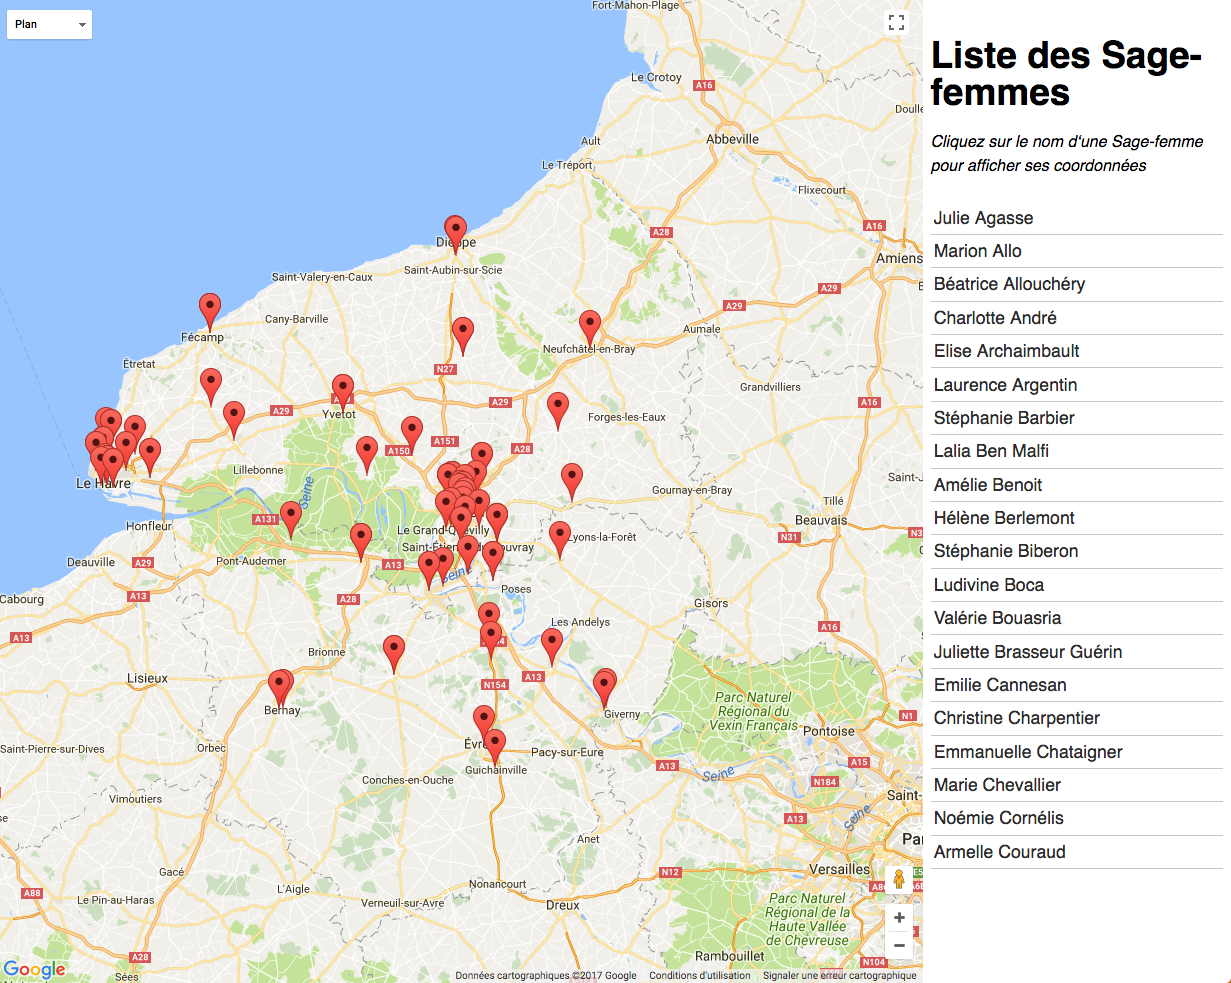 Plan
Fort-Mahon-Plage
Le Crotoy
A16
Doulle
Abbeville
Ault
Le Tréport
Flixecourt
A28
A16
Dieppe
Amiens
Saint-Aubin-sur-Scie
Saint-Valery-en-Caux
A29
A29
Cany-Barville
Aumale
Fécamp
Neufchâtel-en-Bray
Étretat
N27
Grandvilliers
A29
A29
A16
Yvetot
Forges-les-Eaux
A151
A150
A28
Lillebonne
Saint-J
Le Havre
Seine
Gournay-en-Bray
Tillé
Beauvais
A131
Honfleur
Le Grand-Quevilly
N31
N3
Lyons-la-Forêt
Deauville
A29
Pont-Audemer
A13
Seine
Poses
Cabourg
A13
A28
Gisors
Les Andelys
A16
A13
Brionne
Lisieux
A13
N154
Bernay
Giverny
Parc Naturel
Régional du
Vexin Français
N1
Pontoise
Saint-Pierre-sur-Dives
Orbec
Pacy-sur-Eure
Guichainville
A13
A15
Seine
Conches-en-Ouche
N184
Vimoutiers
Saint-
A13
Seine
Anet
Pa
Gacé
Versailles
N12
A88
L'Aigle
Nonancourt
Le Pin-au-Haras
Verneuil-sur-Avre
Dreux
Parc Naturel
Régional de la
Haute Vallée
de Chevreuse
A28
Rambouillet
N104
Sées
Google
Données cartographiques ©2017 Google
Conditions d'utilisation
Signaler une erreur cartographique
Liste des Sage-
femmes
Cliquez sur le nom d'une Sage-femme
pour afficher ses coordonnées
Julie Agasse
Marion Allo
Béatrice Allouchéry
Charlotte André
Elise Archaimbault
Laurence Argentin
Stéphanie Barbier
Lalia Ben Malfi
Amélie Benoit
Hélène Berlemont
Stéphanie Biberon
Ludivine Boca
Valérie Bouasria
Juliette Brasseur Guérin
Emilie Cannesan
Christine Charpentier
Emmanuelle Chataigner
Marie Chevallier
Noémie Cornélis
Armelle Couraud